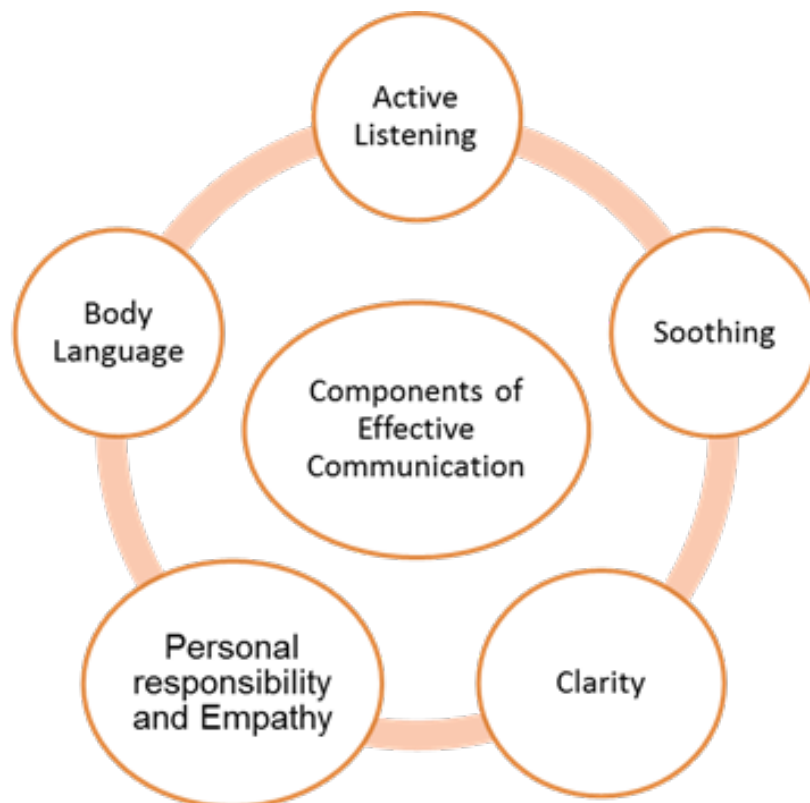 Active
Listening
Body
Language
Soothing
Components of
Effective
Communication
Personal
responsibility
and Empathy
Clarity